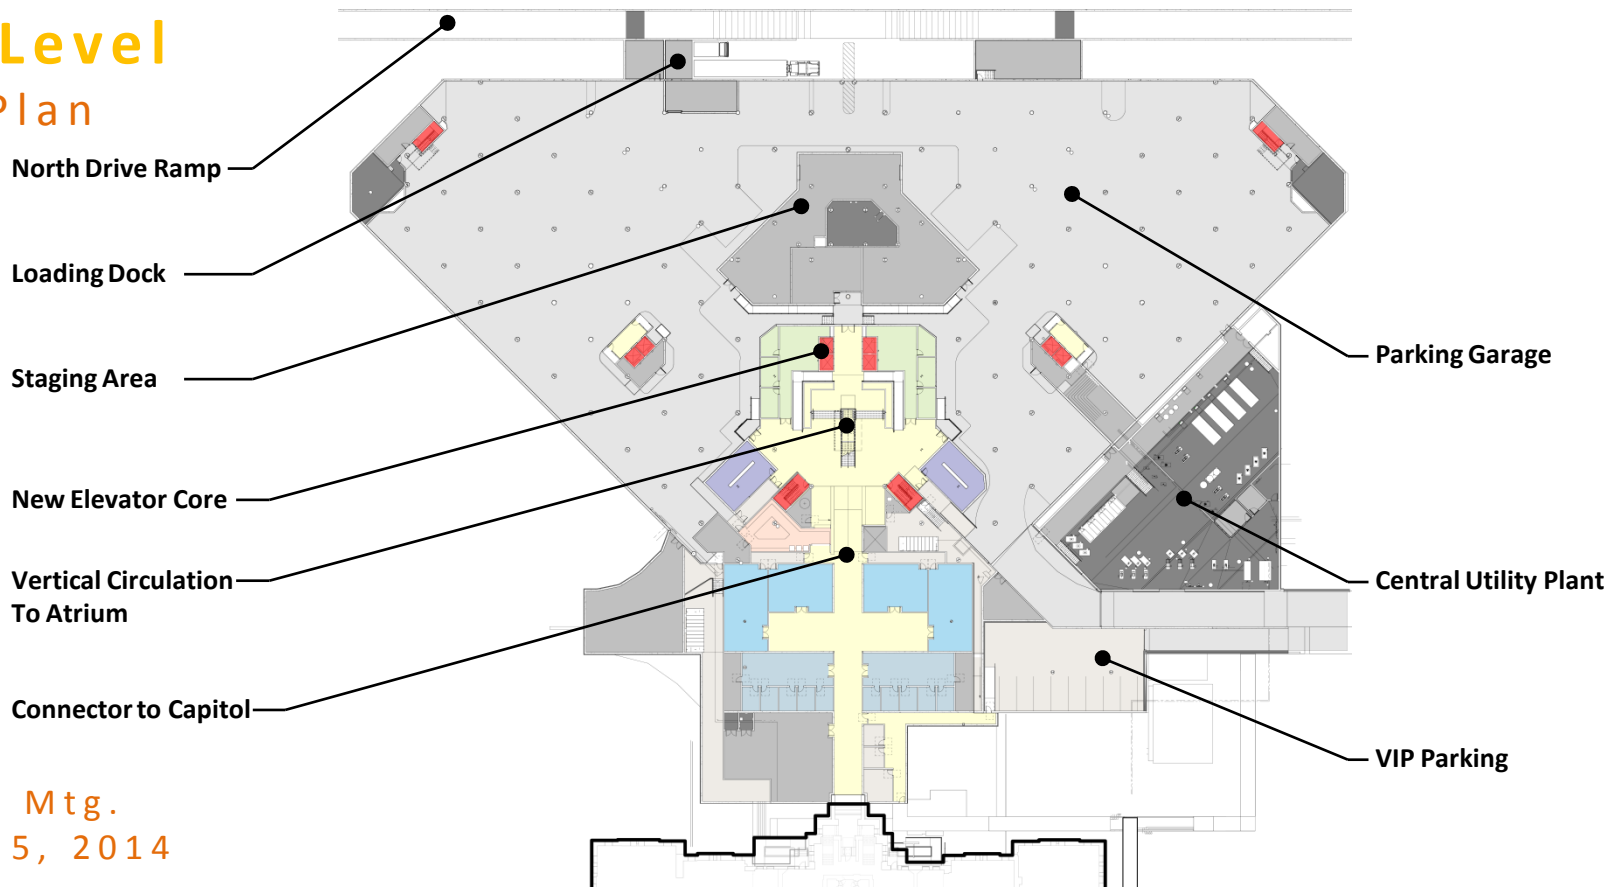 Level
Plan
North Drive Ramp
Loading Dock
Staging Area
New Elevator Core
Vertical Circulation
To Atrium
Connector to Capitol
Parking Garage
Central Utility Plant
VIP Parking
Mtg.
5, 2014